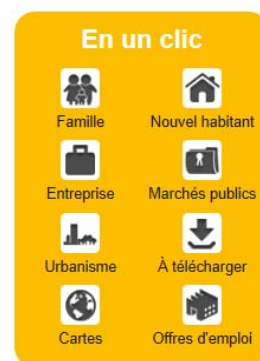 En un clic
Famille
Nouvel habitant
Entreprise
Marchés publics
Urbanisme
À télécharger
Cartes
Offres d'emploi